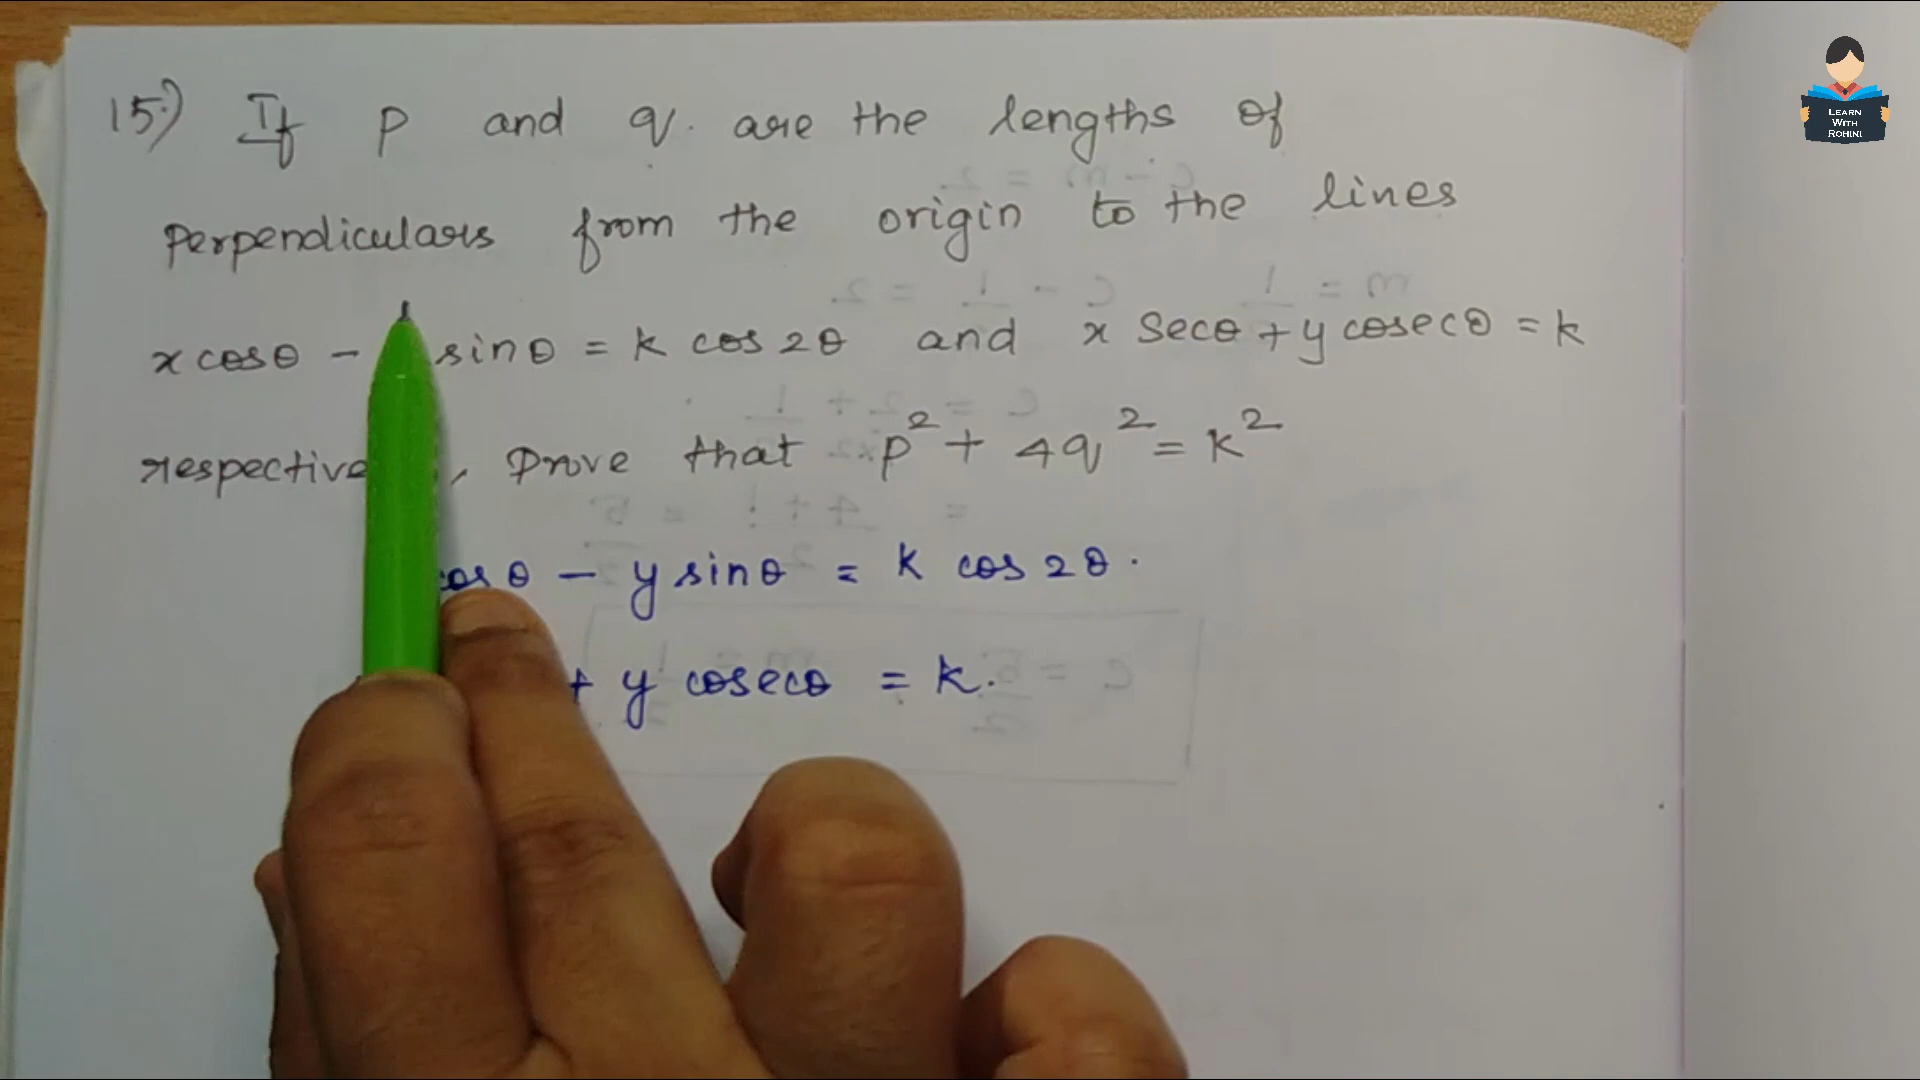 15.) If p and q are the lengths of
Perpendiculars from the origin to the lines
x cosθ - sinθ = k cos 2θ and x Secθ + y cosecθ = k
respective , Prove that p² + 4q² = k²
cosθ - y sinθ = k cos 2θ.
+ y cosecθ = k.
LEARN
WITH
ROHINI